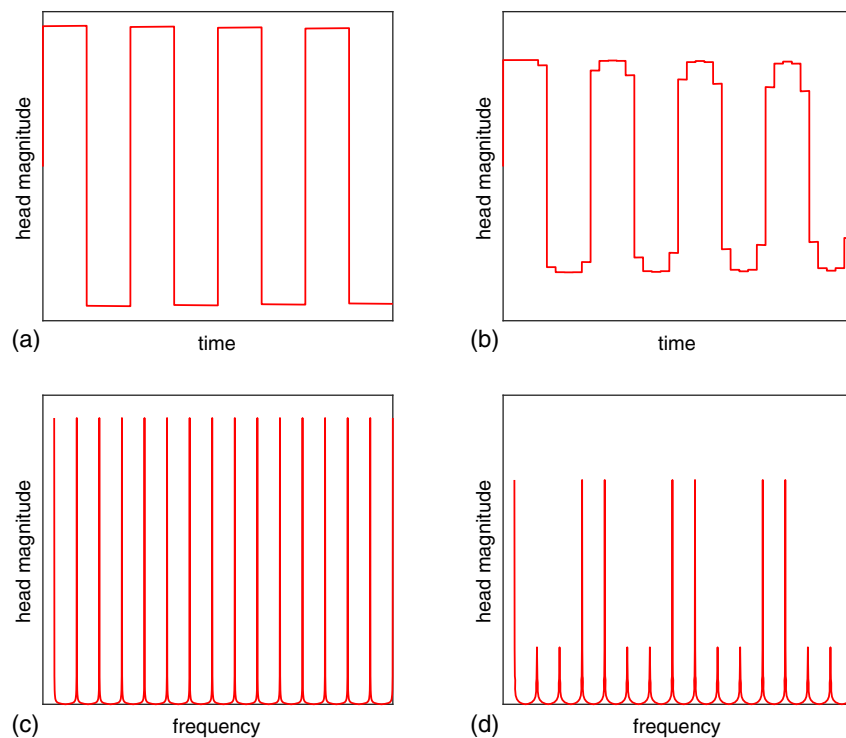 head magnitude
head magnitude
(a)
time
(b)
time
head magnitude
head magnitude
(c)
frequency
(d)
frequency